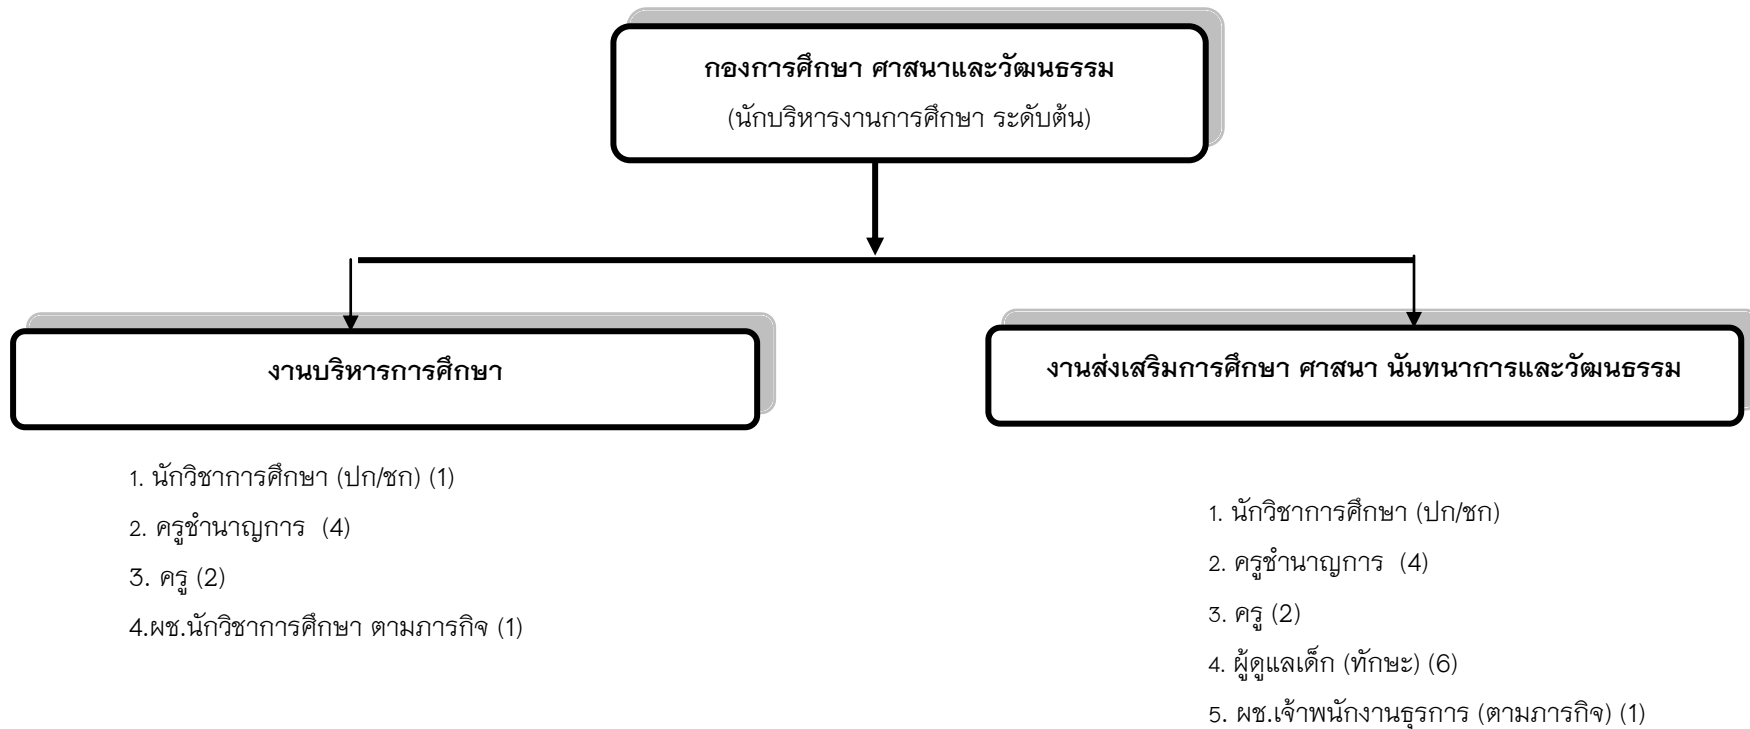 กองการศึกษา ศาสนาและวัฒนธรรม
(นักบริหารงานการศึกษา ระดับต้น)
งานบริหารการศึกษา
1. นักวิชาการศึกษา (ปก/ชก) (1)
2. ครูชำนาญการ (4)
3. ครู (2)
4.ผช.นักวิชาการศึกษา ตามภารกิจ (1)
งานส่งเสริมการศึกษา ศาสนา นันทนาการและวัฒนธรรม
1. นักวิชาการศึกษา (ปก/ชก)
2. ครูชำนาญการ (4)
3. ครู (2)
4. ผู้ดูแลเด็ก (ทักษะ) (6)
5. ผช.เจ้าพนักงานธุรการ (ตามภารกิจ) (1)